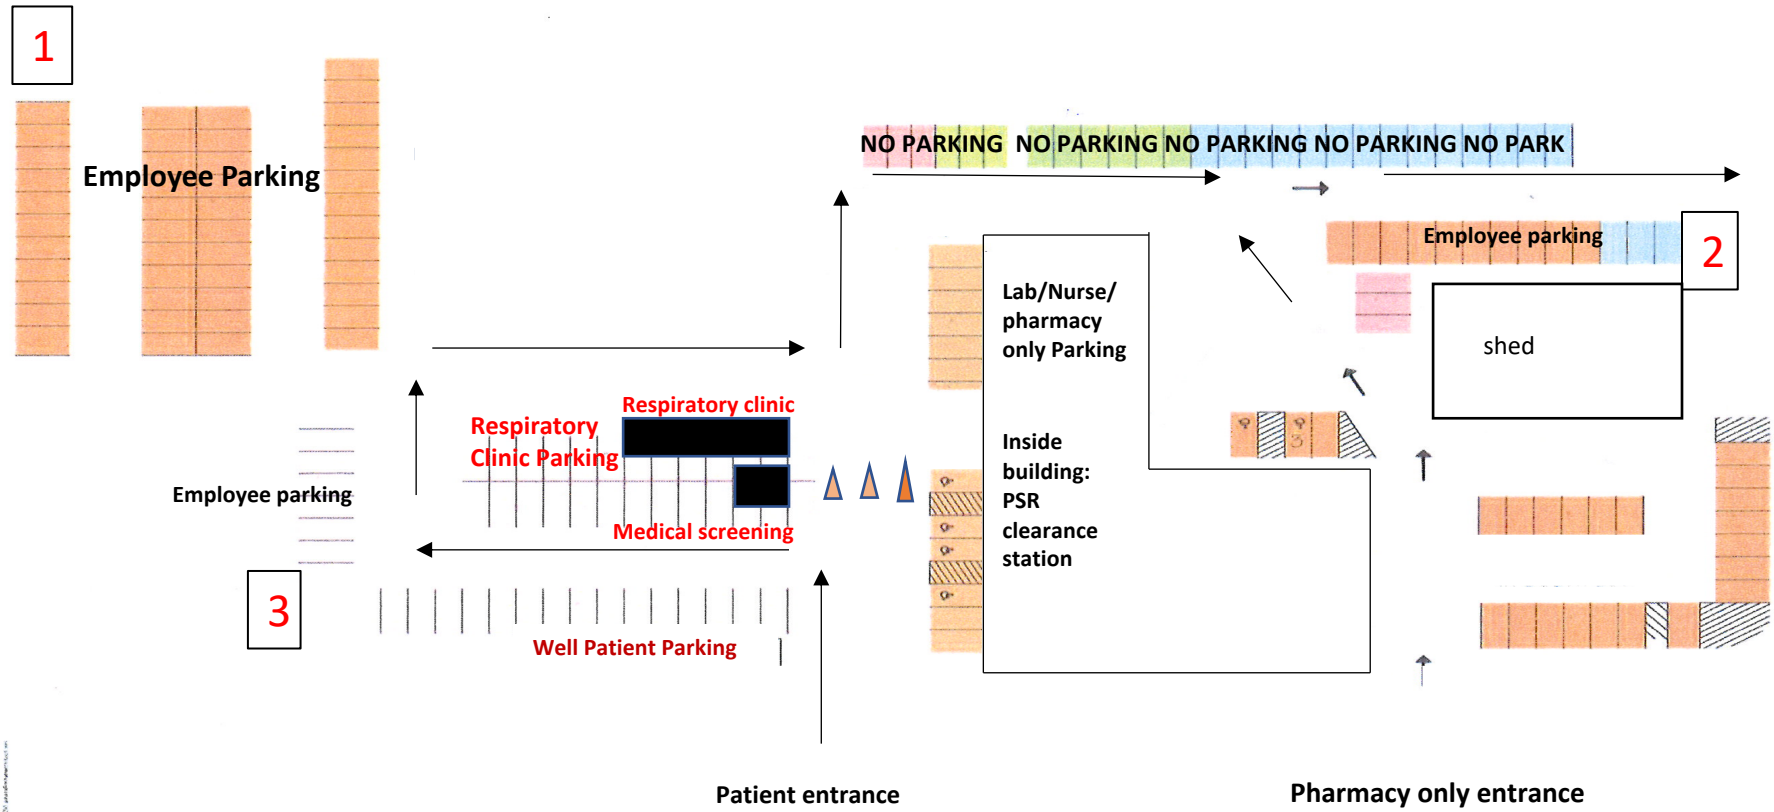 1
Employee Parking
NO PARKING NO PARKING NO PARKING NO PARKING NO PARK
Employee parking
2
Lab/Nurse/
pharmacy
only Parking
shed
Respiratory clinic
Respiratory
Clinic Parking
3
Inside
building:
PSR
clearance
station
Employee parking
Medical screening
3
Well Patient Parking
Patient entrance
Pharmacy only entrance